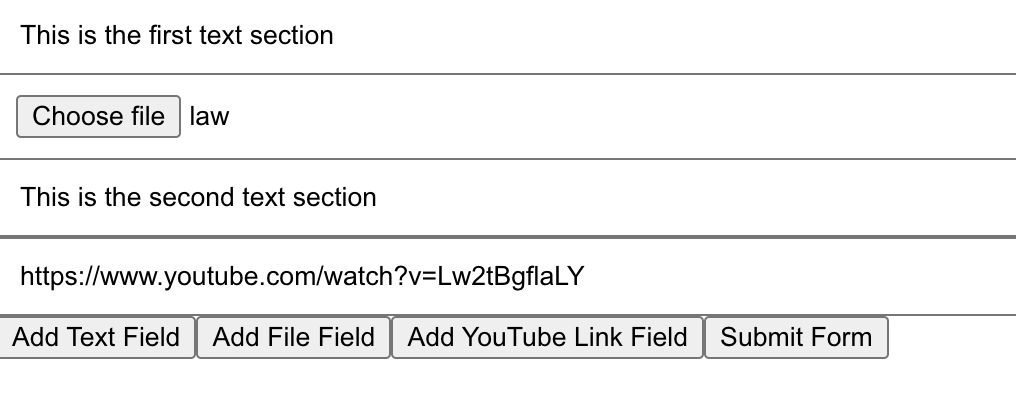 This is the first text section
Choose file law
This is the second text section
https://www.youtube.com/watch?v=Lw2tBgflaLY
Add Text Field Add File Field Add YouTube Link Field Submit Form